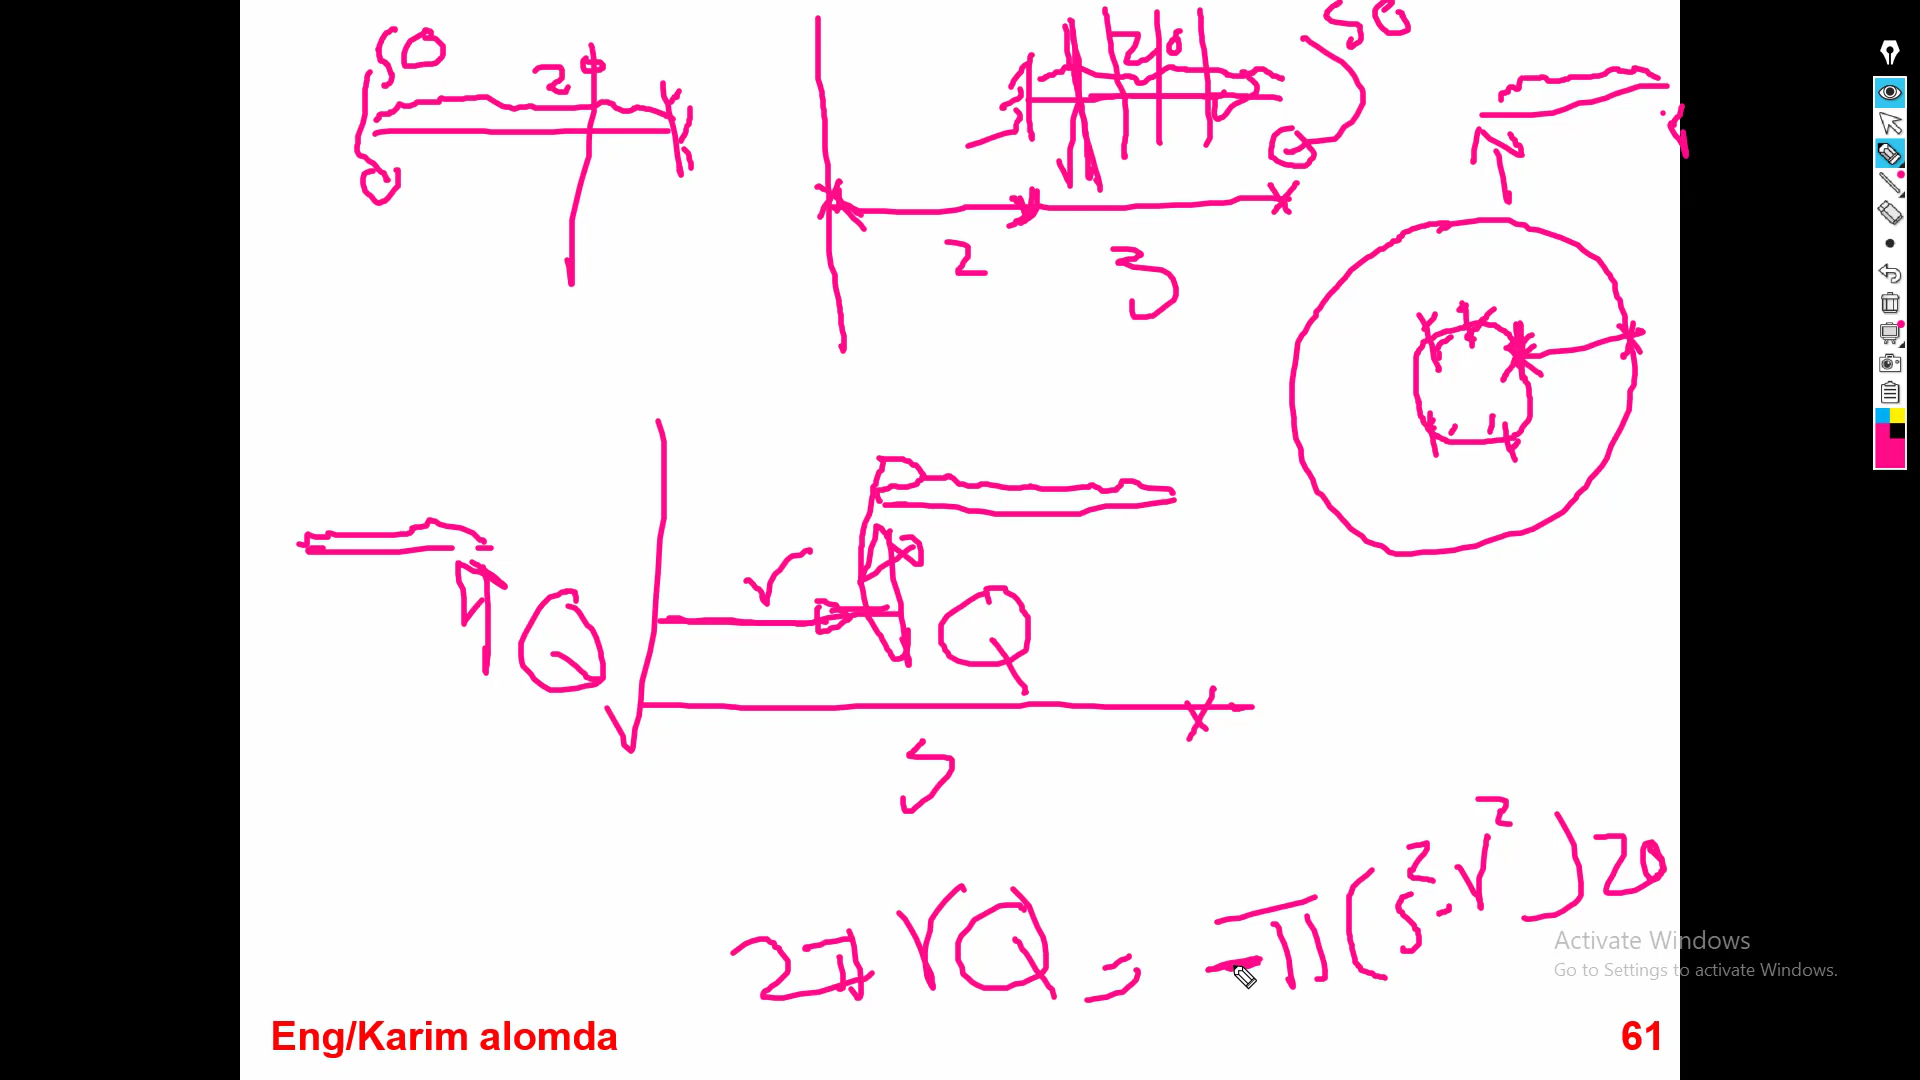 50 20 20 50
2 3
r Q Q
5
2πrQ = -π(5²-r²)20
Activate Windows
Go to Settings to activate Windows.
Eng/Karim alomda 61